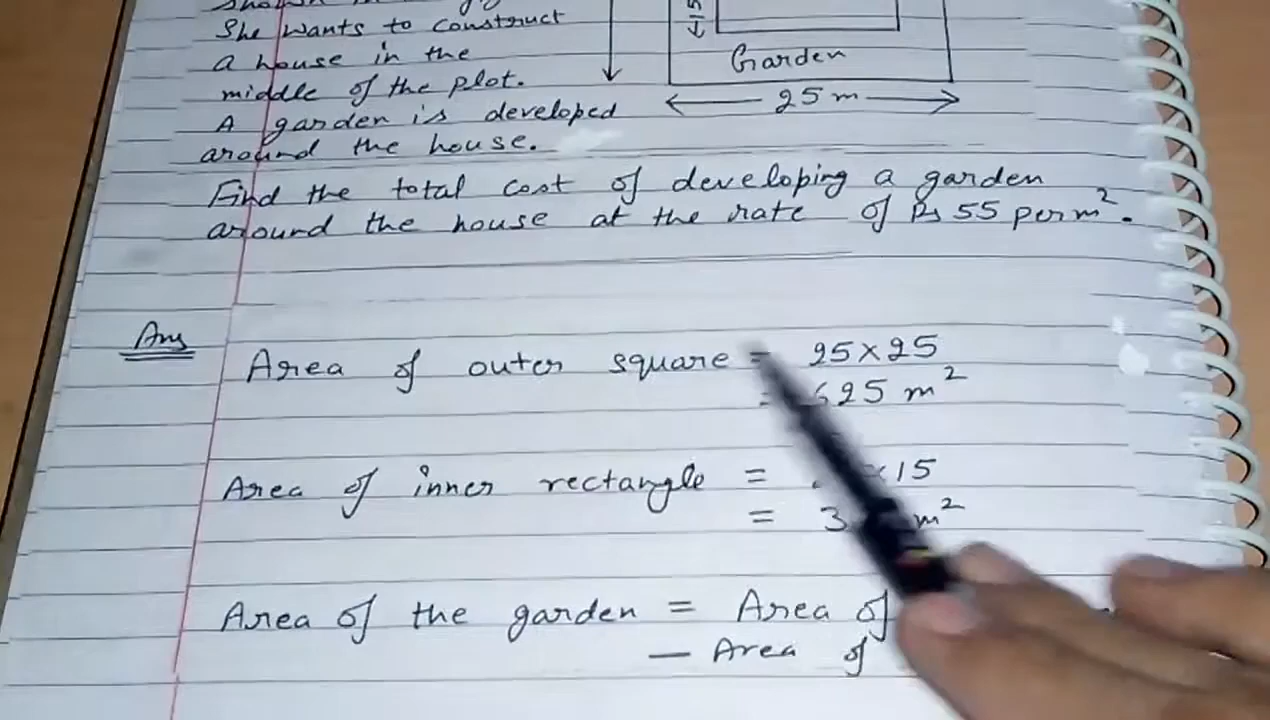 She wants to construct
a house in the
middle of the plot.
A garden is developed
around the house.
Find the total cost of developing a garden
around the house at the rate of Rs 55 per m².
15
Garden
25 m
Ans
Area of outer square = 25 × 25
= 625 m²
Area of inner rectangle = × 15
= 3 m²
Area of the garden = Area of
— Area of